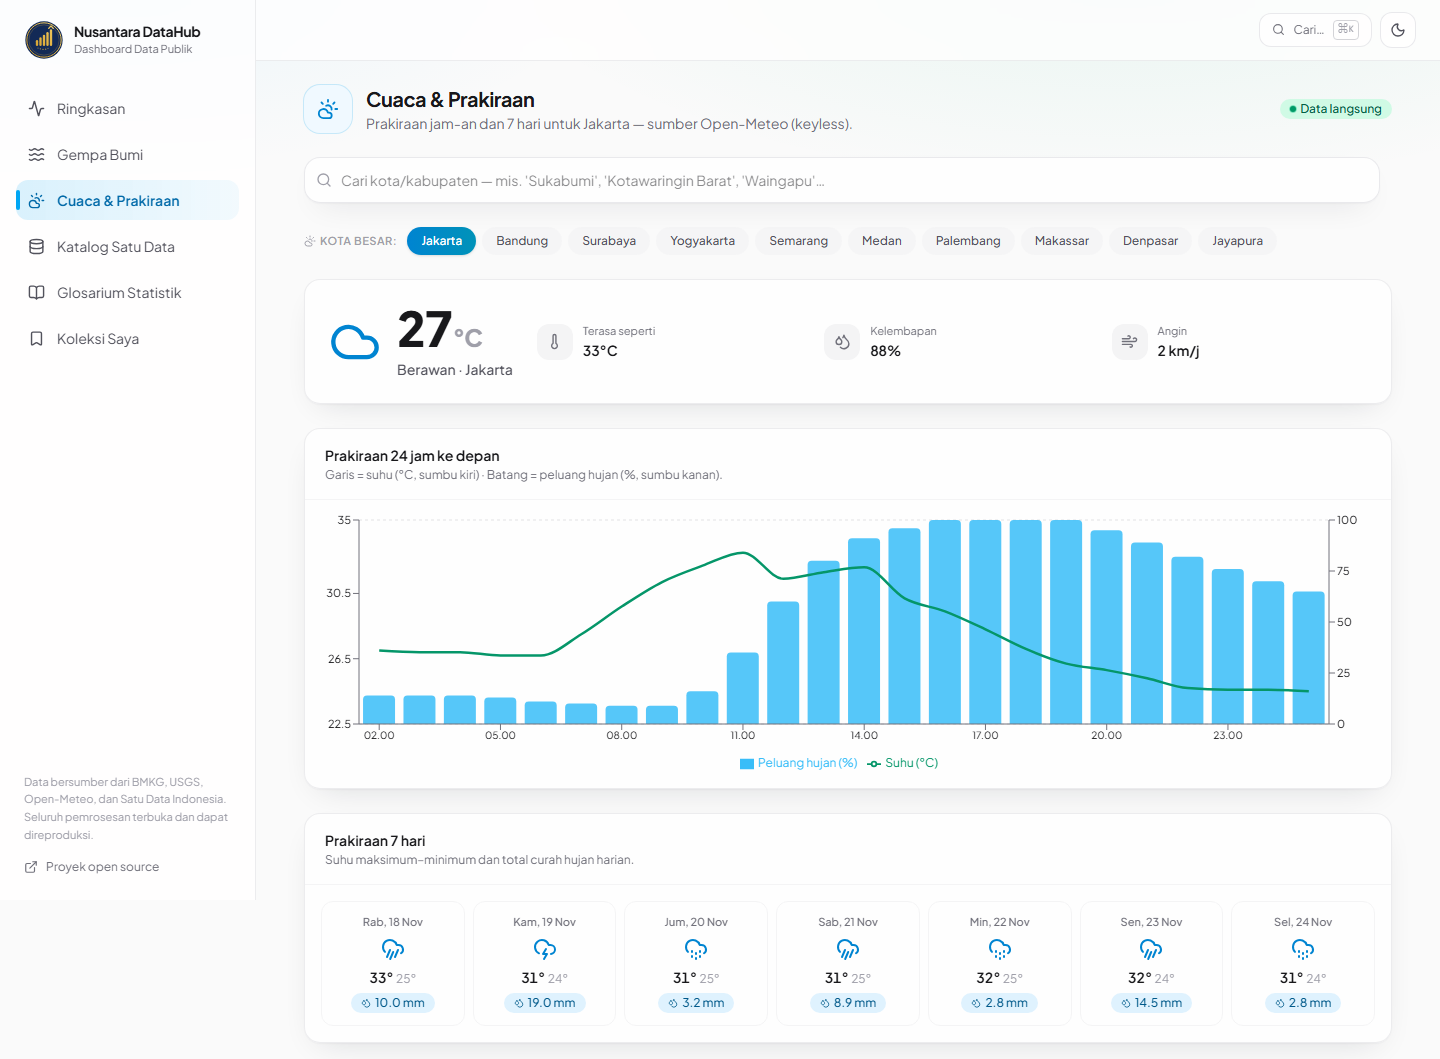 Nusantara DataHub
Dashboard Data Publik
Cari...
⌘K
Ringkasan
Gempa Bumi
Cuaca & Prakiraan
Katalog Satu Data
Glosarium Statistik
Koleksi Saya
Data bersumber dari BMKG, USGS,
Open-Meteo, dan Satu Data Indonesia.
Seluruh pemrosesan terbuka dan dapat
direproduksi.
Proyek open source
Cuaca & Prakiraan
Prakiraan jam-an dan 7 hari untuk Jakarta — sumber Open-Meteo (keyless).
Data langsung
Cari kota/kabupaten — mis. 'Sukabumi', 'Kotawaringin Barat', 'Waingapu'...
KOTA BESAR: Jakarta Bandung Surabaya Yogyakarta Semarang Medan Palembang Makassar Denpasar Jayapura
27°C
Berawan · Jakarta
Terasa seperti
33°C
Kelembapan
88%
Angin
2 km/j
Prakiraan 24 jam ke depan
Garis = suhu (°C, sumbu kiri) · Batang = peluang hujan (%, sumbu kanan).
35 100
75
30.5
50
26.5
25
22.5 0
02.00 05.00 08.00 11.00 14.00 17.00 20.00 23.00
Peluang hujan (%) Suhu (°C)
Prakiraan 7 hari
Suhu maksimum–minimum dan total curah hujan harian.
Rab, 18 Nov Kam, 19 Nov Jum, 20 Nov Sab, 21 Nov Min, 22 Nov Sen, 23 Nov Sel, 24 Nov
33° 25° 31° 24° 31° 25° 31° 25° 32° 25° 32° 24° 31° 24°
10.0 mm 19.0 mm 3.2 mm 8.9 mm 2.8 mm 14.5 mm 2.8 mm